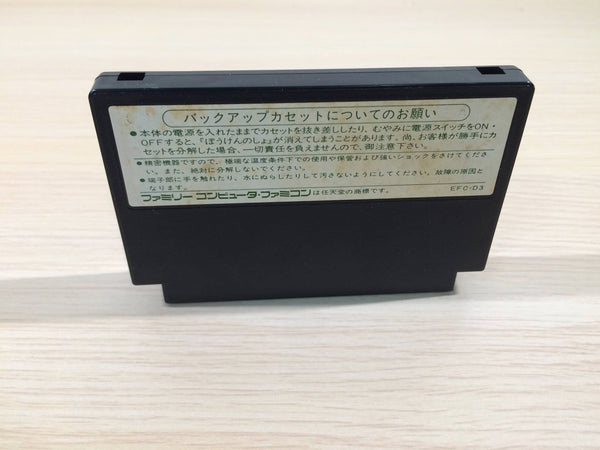 バックアップカセットについてのお願い
●本体の電源を入れたままでカセットを抜き差ししたり、むやみに電源スイッチをON・
OFFすると、「ぼうけんのしょ」が消えてしまうことがあります。尚、お客様が勝手にカ
セットを分解した場合、一切責任を負えませんので、御注意下さい。
●精密機器ですので、極端な温度条件下での使用や保管および強いショックをさけてくださ
い。また、絶対に分解しないでください。
●端子部に手を触れたり、水にぬらしたりして汚さないようにしてください。故障の原因と
なります。
ファミリーコンピュータ・ファミコンは任天堂の商標です。 EFC-D3